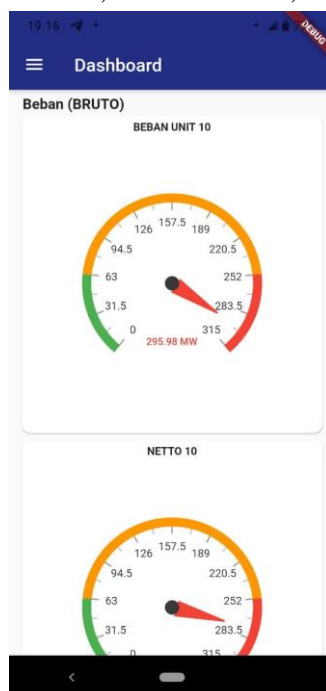 19.16
DEBUG
Dashboard
Beban (BRUTO)
BEBAN UNIT 10
157.5
126 189
94.5 220.5
63 252
31.5 283.5
0 315
295.98 MW
NETTO 10
157.5
126 189
94.5 220.5
63 252
31.5 283.5
0 315